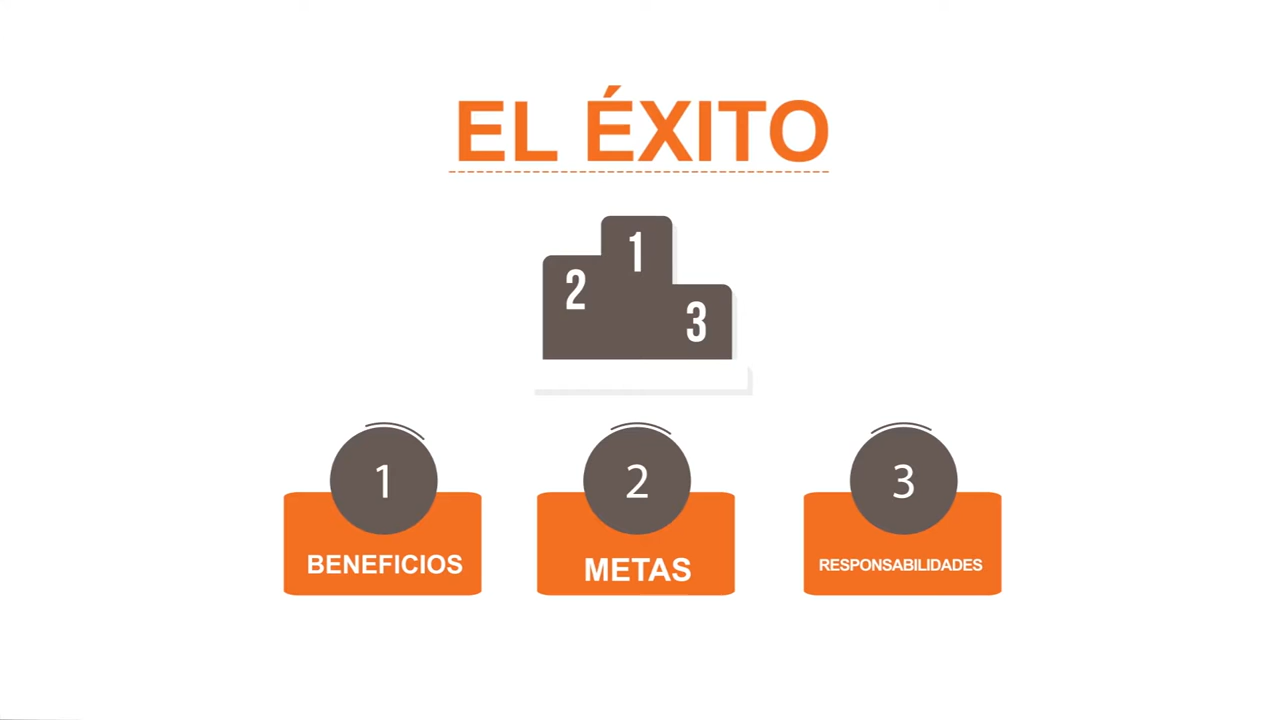 EL ÉXITO
1
2
3
1
2
3
BENEFICIOS
METAS
RESPONSABILIDADES